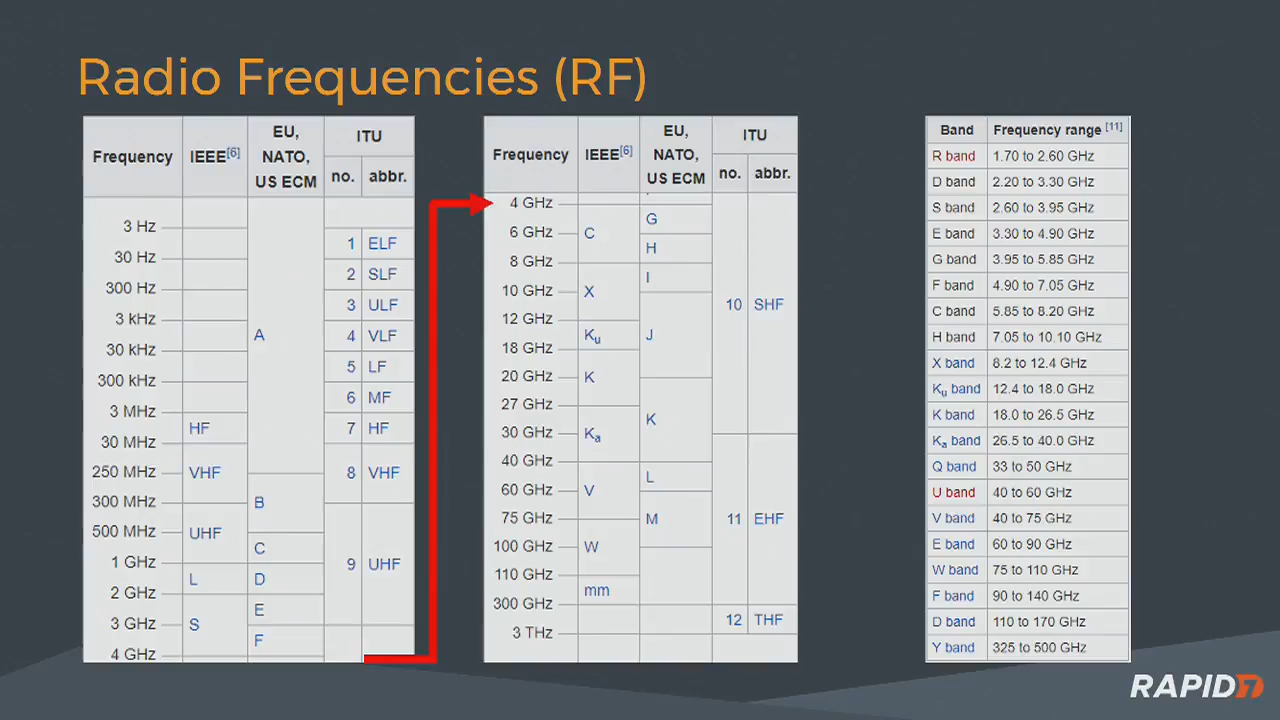 Radio Frequencies (RF)
Frequency IEEE[6] EU, NATO, US ECM ITU no. abbr.
3 Hz
1 ELF
30 Hz
2 SLF
300 Hz
3 ULF
3 kHz
A 4 VLF
30 kHz
5 LF
300 kHz
6 MF
3 MHz
HF 7 HF
30 MHz
250 MHz VHF 8 VHF
300 MHz B
500 MHz UHF
C
1 GHz 9 UHF
L D
2 GHz
E
3 GHz S
F
4 GHz
Frequency IEEE[6] EU, NATO, US ECM ITU no. abbr.
4 GHz
G
6 GHz C
H
8 GHz
I
10 GHz X 10 SHF
12 GHz
Ku J
18 GHz
20 GHz K
27 GHz
K
30 GHz Ka
40 GHz
L
60 GHz V
75 GHz M 11 EHF
100 GHz W
110 GHz
mm
300 GHz
12 THF
3 THz
Band Frequency range [11]
R band 1.70 to 2.60 GHz
D band 2.20 to 3.30 GHz
S band 2.60 to 3.95 GHz
E band 3.30 to 4.90 GHz
G band 3.95 to 5.85 GHz
F band 4.90 to 7.05 GHz
C band 5.85 to 8.20 GHz
H band 7.05 to 10.10 GHz
X band 8.2 to 12.4 GHz
Ku band 12.4 to 18.0 GHz
K band 18.0 to 26.5 GHz
Ka band 26.5 to 40.0 GHz
Q band 33 to 50 GHz
U band 40 to 60 GHz
V band 40 to 75 GHz
E band 60 to 90 GHz
W band 75 to 110 GHz
F band 90 to 140 GHz
D band 110 to 170 GHz
Y band 325 to 500 GHz
RAPID7